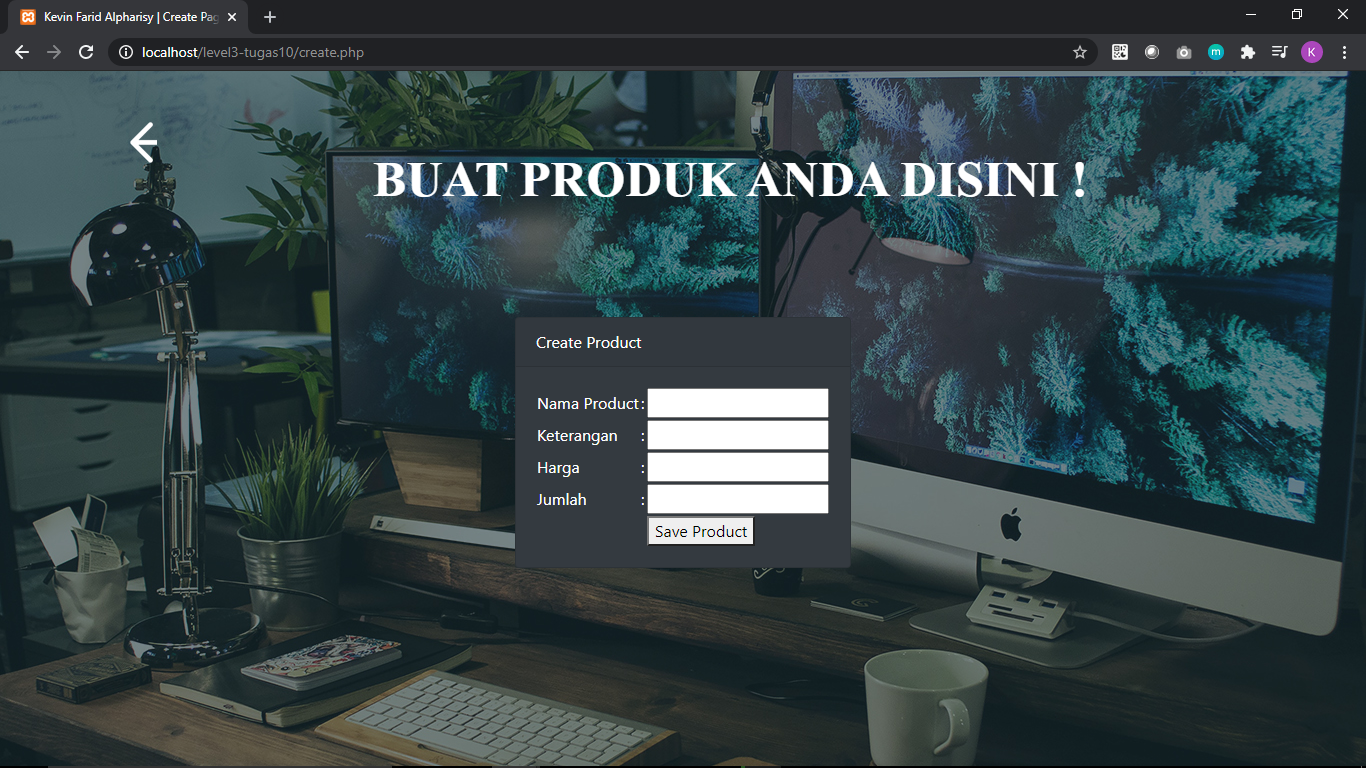 Kevin Farid Alpharisy | Create Pag
localhost/level3-tugas10/create.php
K
BUAT PRODUK ANDA DISINI !
Create Product
Nama Product :
Keterangan :
Harga :
Jumlah :
Save Product